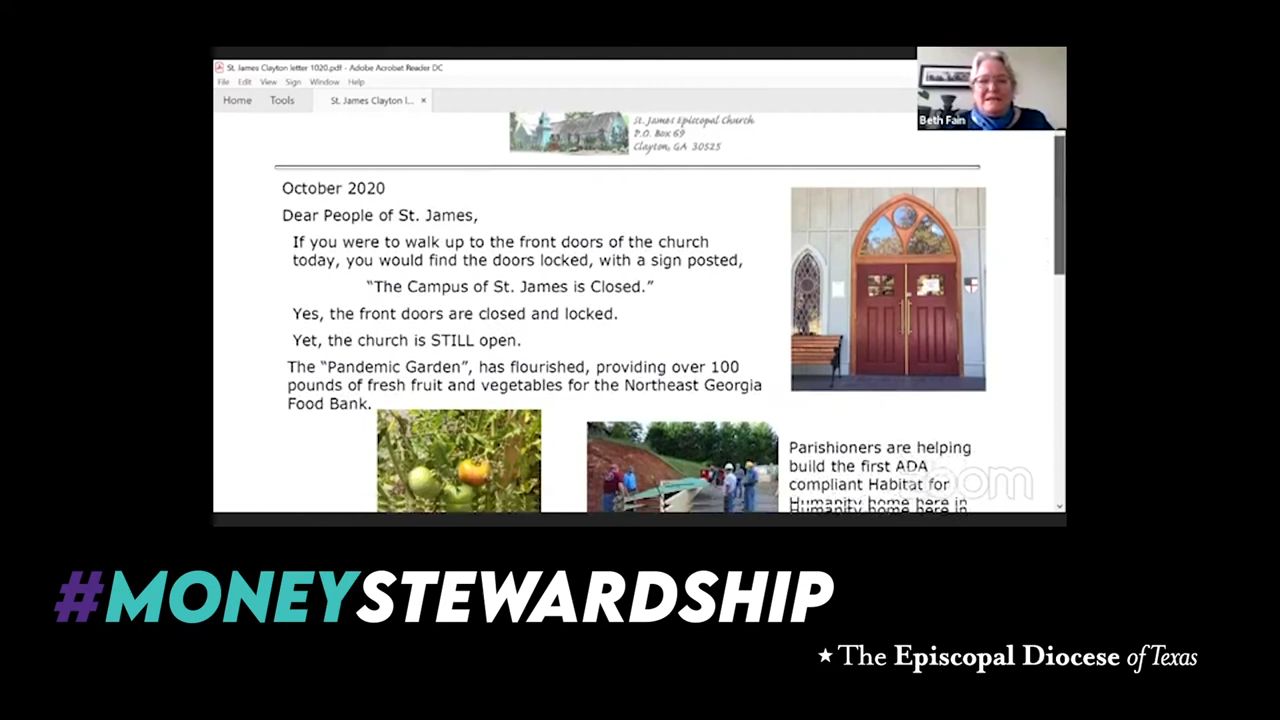 St. James Clayton letter 1020.pdf - Adobe Acrobat Reader DC
File Edit View Sign Window Help
Home Tools St. James Clayton l... ×
Beth Fain
St. James Episcopal Church
P.O. Box 69
Clayton, GA 30525
October 2020
Dear People of St. James,
If you were to walk up to the front doors of the church
today, you would find the doors locked, with a sign posted,
“The Campus of St. James is Closed.”
Yes, the front doors are closed and locked.
Yet, the church is STILL open.
The “Pandemic Garden”, has flourished, providing over 100
pounds of fresh fruit and vegetables for the Northeast Georgia
Food Bank.
Parishioners are helping
build the first ADA
compliant Habitat for
Humanity home here in
zoom
#MONEYSTEWARDSHIP
The Episcopal Diocese of Texas